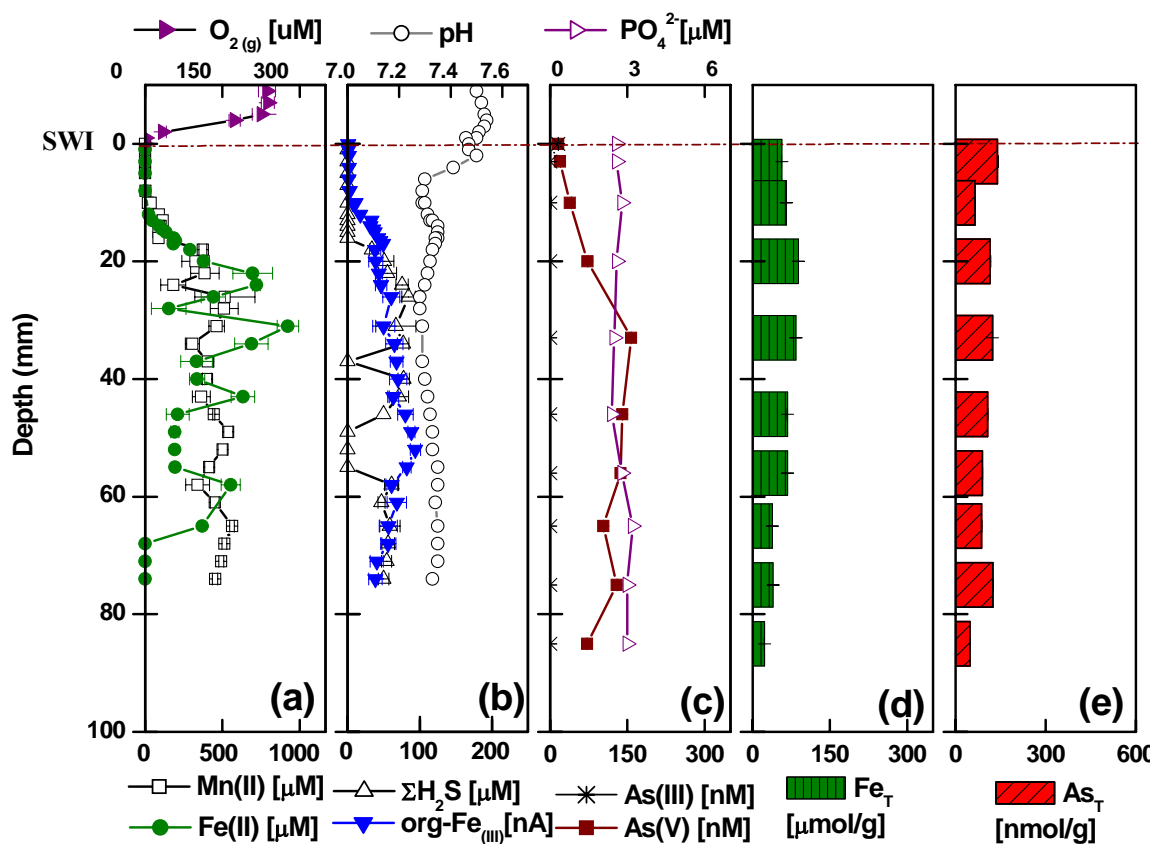 O2 (g) [uM] pH PO4 2- [μM]
0 150 300 7.0 7.2 7.4 7.6 0 3 6
SWI
0
20
40
60
80
100
Depth (mm)
(a) (b) (c) (d) (e)
0 500 1000 0 100 200 0 150 300 0 150 300 0 300 600
Mn(II) [μM] ΣH2S [μM] As(III) [nM] FeT AsT
Fe(II) [μM] org-Fe(III)[nA] As(V) [nM] [μmol/g] [nmol/g]